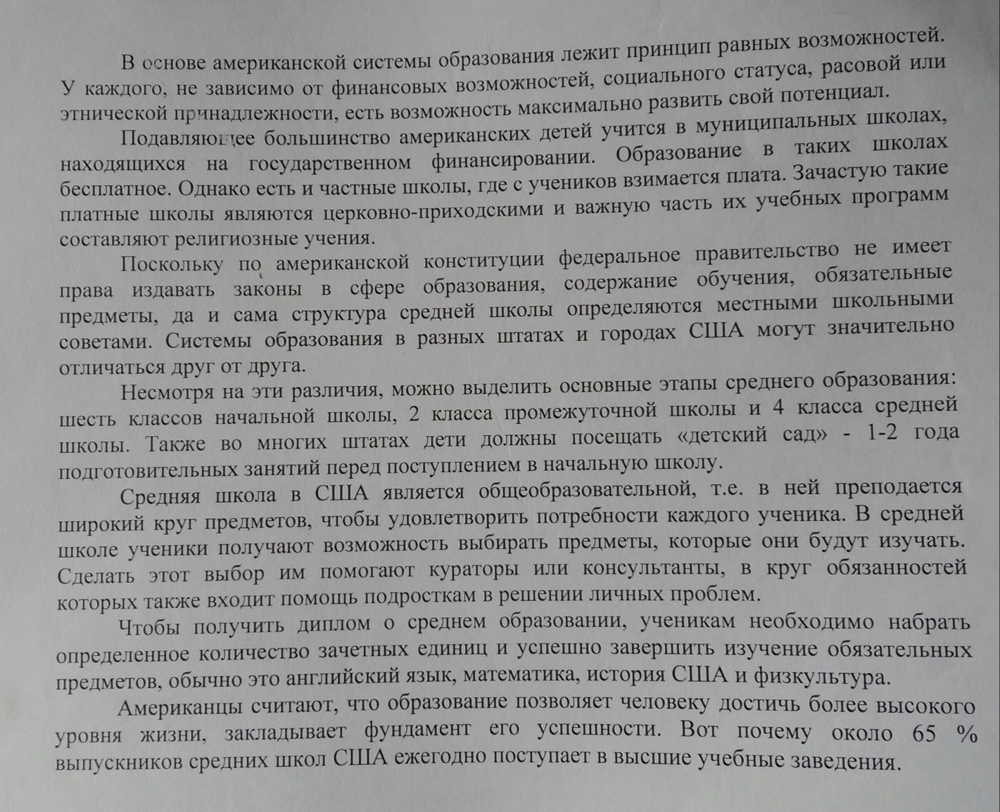 В основе американской системы образования лежит принцип равных возможностей.
У каждого, не зависимо от финансовых возможностей, социального статуса, расовой или
этнической принадлежности, есть возможность максимально развить свой потенциал.
Подавляющее большинство американских детей учится в муниципальных школах,
находящихся на государственном финансировании. Образование в таких школах
бесплатное. Однако есть и частные школы, где с учеников взимается плата. Зачастую такие
платные школы являются церковно-приходскими и важную часть их учебных программ
составляют религиозные учения.
Поскольку по американской конституции федеральное правительство не имеет
права издавать законы в сфере образования, содержание обучения, обязательные
предметы, да и сама структура средней школы определяются местными школьными
советами. Системы образования в разных штатах и городах США могут значительно
отличаться друг от друга.
Несмотря на эти различия, можно выделить основные этапы среднего образования:
шесть классов начальной школы, 2 класса промежуточной школы и 4 класса средней
школы. Также во многих штатах дети должны посещать «детский сад» - 1-2 года
подготовительных занятий перед поступлением в начальную школу.
Средняя школа в США является общеобразовательной, т.е. в ней преподается
широкий круг предметов, чтобы удовлетворить потребности каждого ученика. В средней
школе ученики получают возможность выбирать предметы, которые они будут изучать.
Сделать этот выбор им помогают кураторы или консультанты, в круг обязанностей
которых также входит помощь подросткам в решении личных проблем.
Чтобы получить диплом о среднем образовании, ученикам необходимо набрать
определенное количество зачетных единиц и успешно завершить изучение обязательных
предметов, обычно это английский язык, математика, история США и физкультура.
Американцы считают, что образование позволяет человеку достичь более высокого
уровня жизни, закладывает фундамент его успешности. Вот почему около 65 %
выпускников средних школ США ежегодно поступает в высшие учебные заведения.